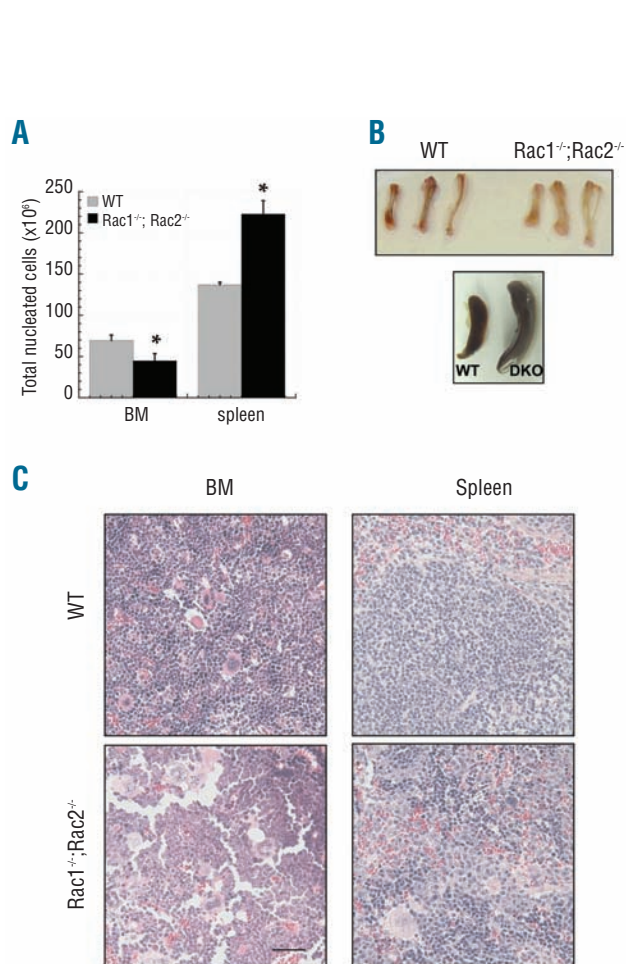 A
Total nucleated cells (x10⁶)
250
200
150
100
50
0
WT
Rac1⁻/⁻; Rac2⁻/⁻
*
*
BM
spleen
B
WT
Rac1⁻/⁻;Rac2⁻/⁻
WT
DKO
C
BM
Spleen
WT
Rac1⁻/⁻;Rac2⁻/⁻